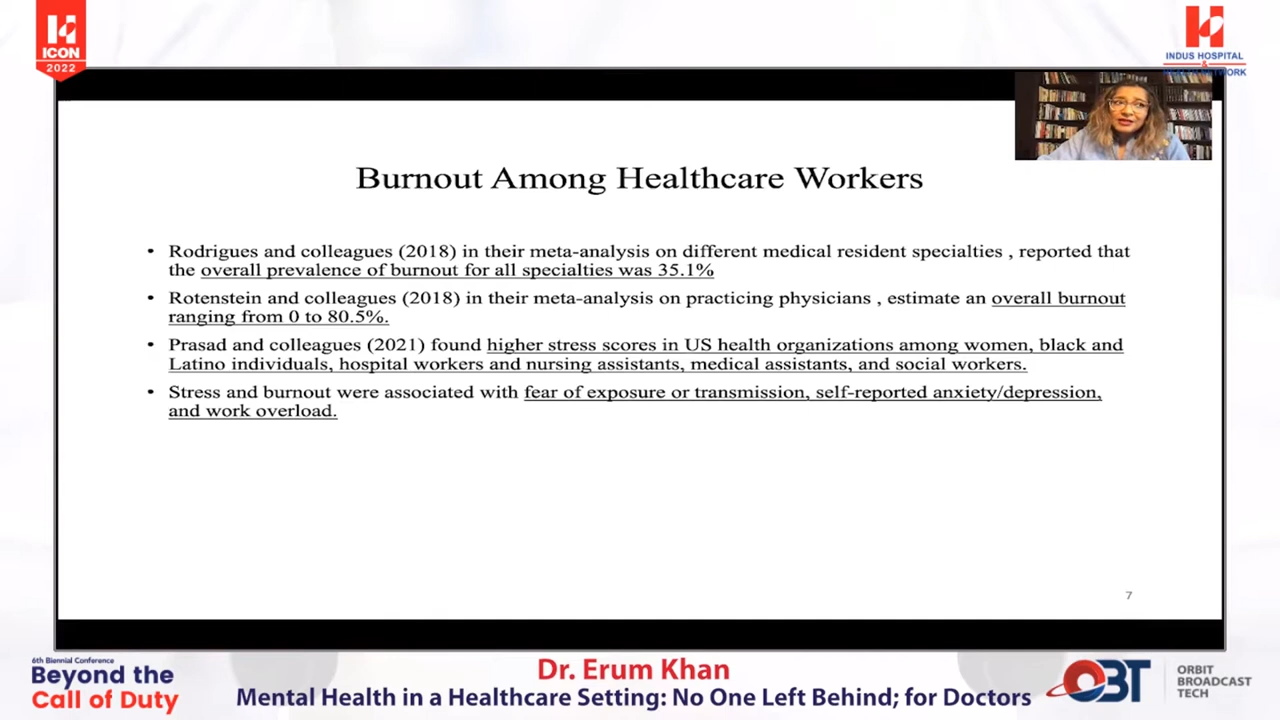 ICON
2022
INDUS HOSPITAL
&
Burnout Among Healthcare Workers
• Rodrigues and colleagues (2018) in their meta-analysis on different medical resident specialties , reported that
the overall prevalence of burnout for all specialties was 35.1%
• Rotenstein and colleagues (2018) in their meta-analysis on practicing physicians , estimate an overall burnout
ranging from 0 to 80.5%.
• Prasad and colleagues (2021) found higher stress scores in US health organizations among women, black and
Latino individuals, hospital workers and nursing assistants, medical assistants, and social workers.
• Stress and burnout were associated with fear of exposure or transmission, self-reported anxiety/depression,
and work overload.
7
6th Biennial Conference
Beyond the
Call of Duty
Dr. Erum Khan
Mental Health in a Healthcare Setting: No One Left Behind; for Doctors
OBT
ORBIT
BROADCAST
TECH